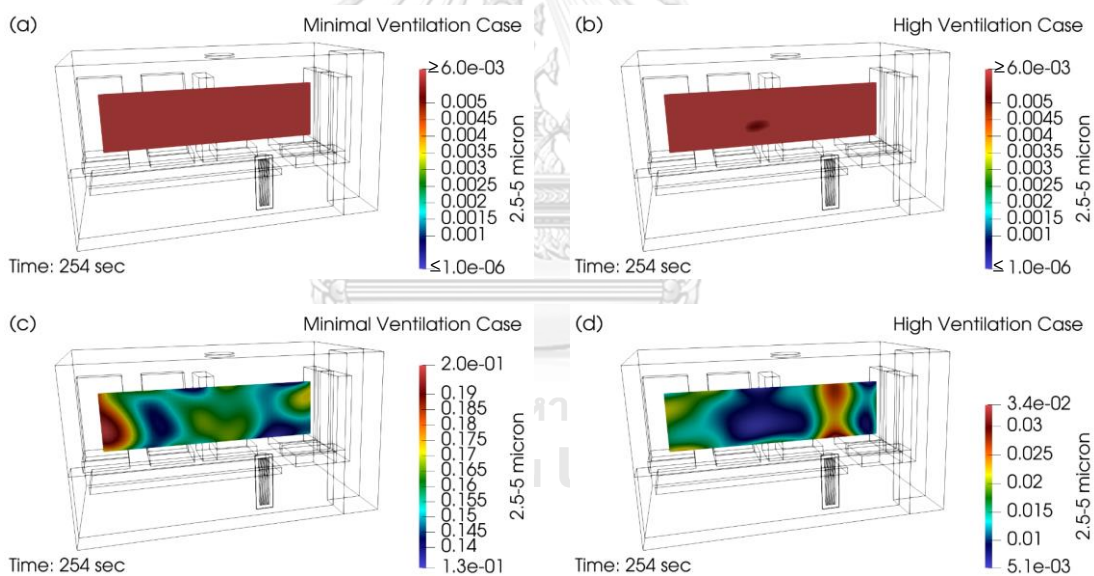 (a) Minimal Ventilation Case
≥6.0e-03
0.005
0.0045
0.004
0.0035
0.003
0.0025
0.002
0.0015
0.001
≤1.0e-06
2.5-5 micron
Time: 254 sec
(b) High Ventilation Case
≥6.0e-03
0.005
0.0045
0.004
0.0035
0.003
0.0025
0.002
0.0015
0.001
≤1.0e-06
2.5-5 micron
Time: 254 sec
(c) Minimal Ventilation Case
2.0e-01
0.19
0.185
0.18
0.175
0.17
0.165
0.16
0.155
0.15
0.145
0.14
1.3e-01
2.5-5 micron
Time: 254 sec
(d) High Ventilation Case
3.4e-02
0.03
0.025
0.02
0.015
0.01
5.1e-03
2.5-5 micron
Time: 254 sec